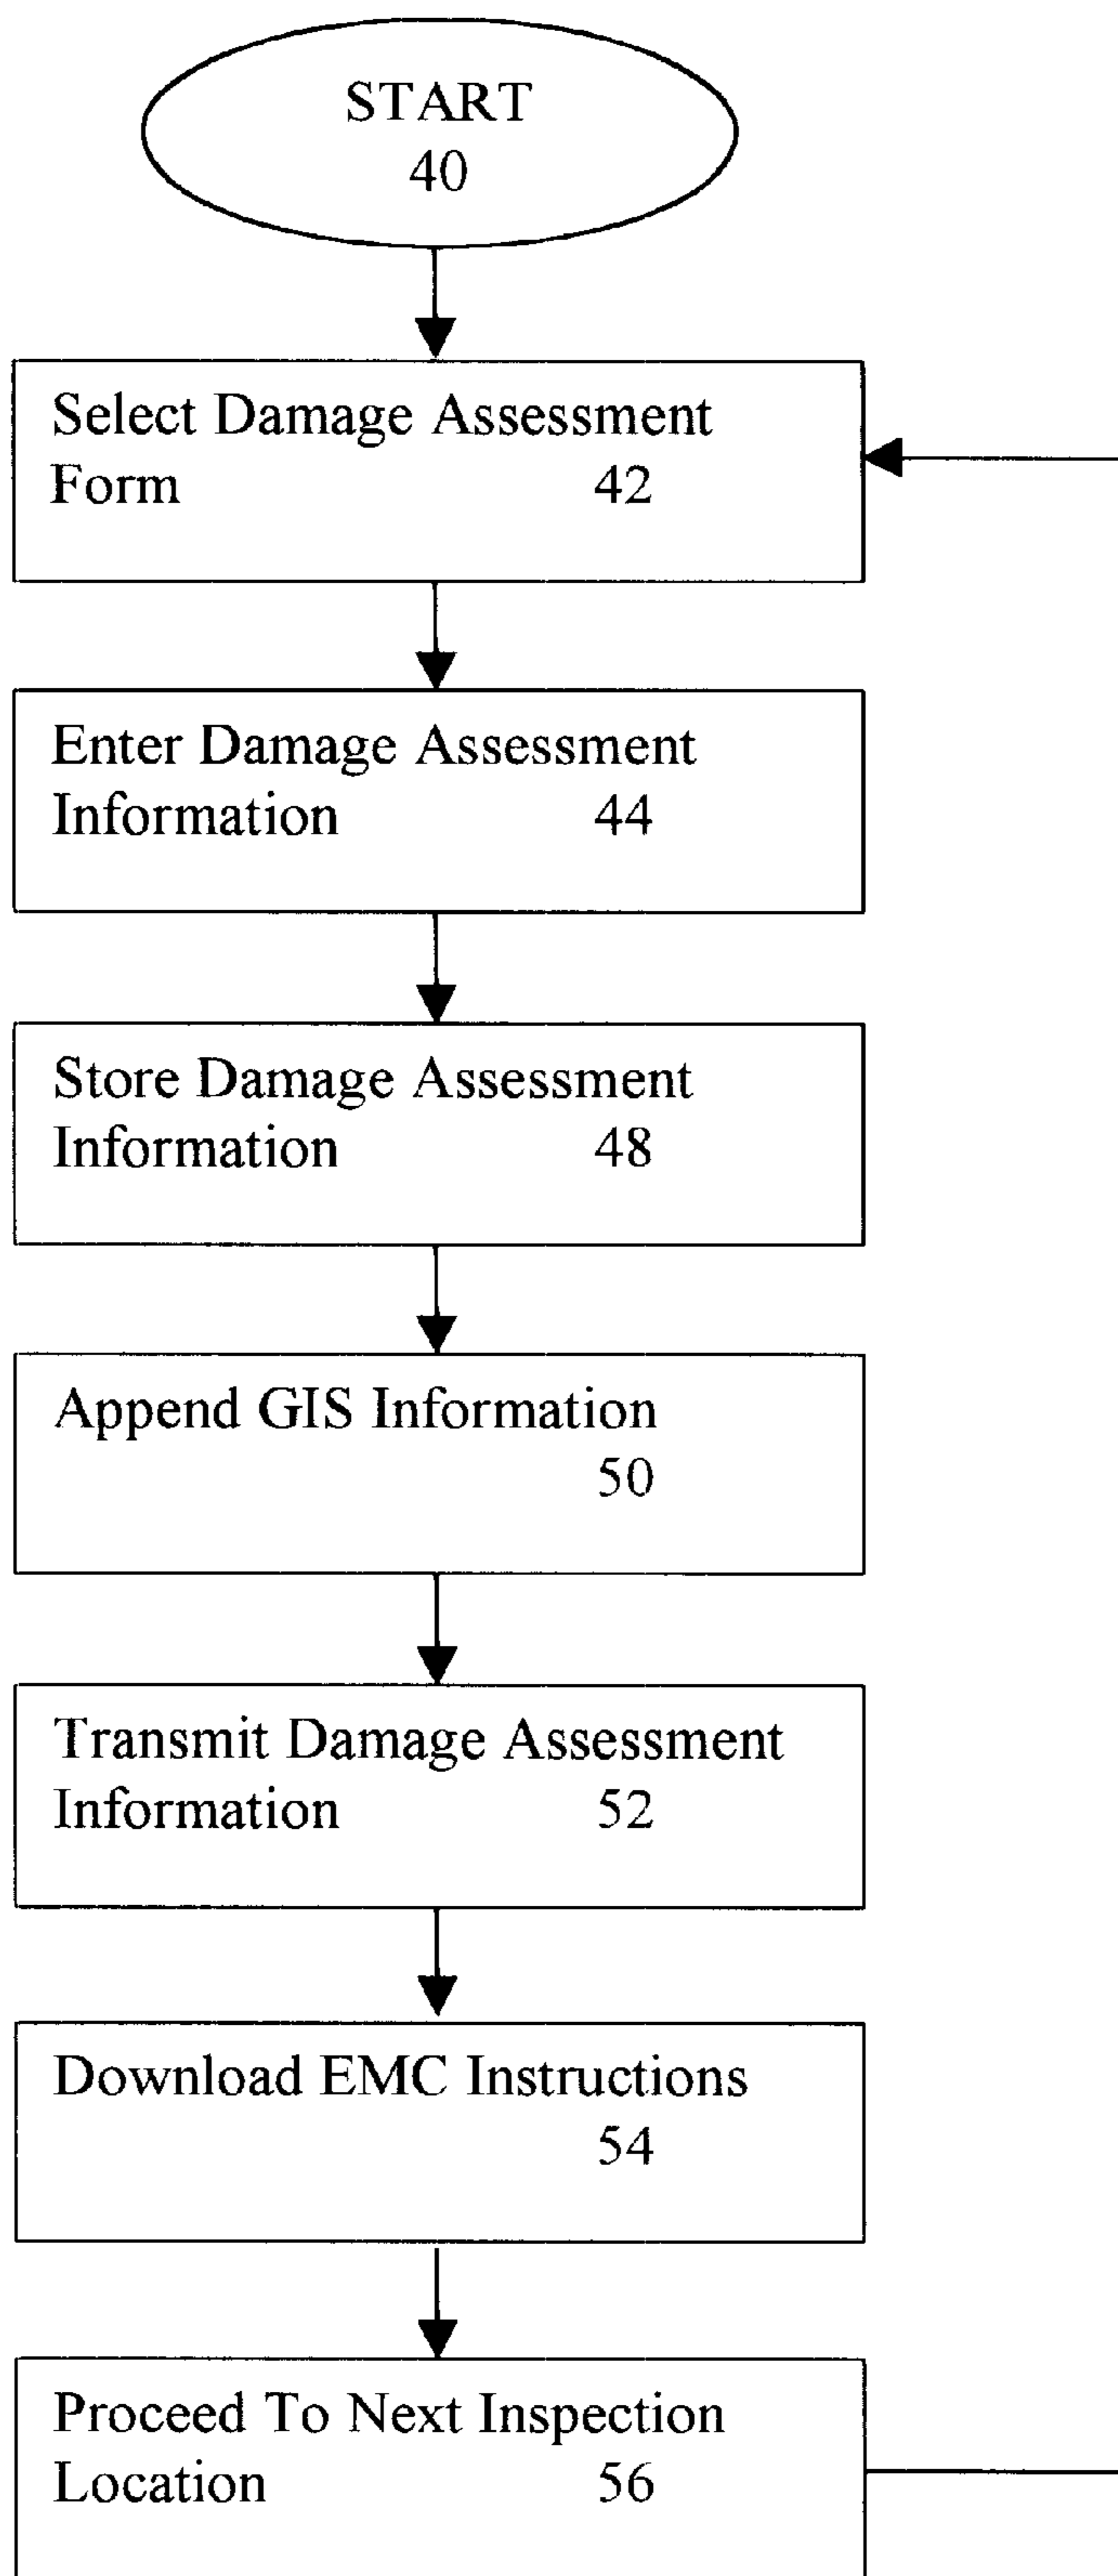 START
40
Select Damage Assessment
Form 42
Enter Damage Assessment
Information 44
Store Damage Assessment
Information 48
Append GIS Information
50
Transmit Damage Assessment
Information 52
Download EMC Instructions
54
Proceed To Next Inspection
Location 56